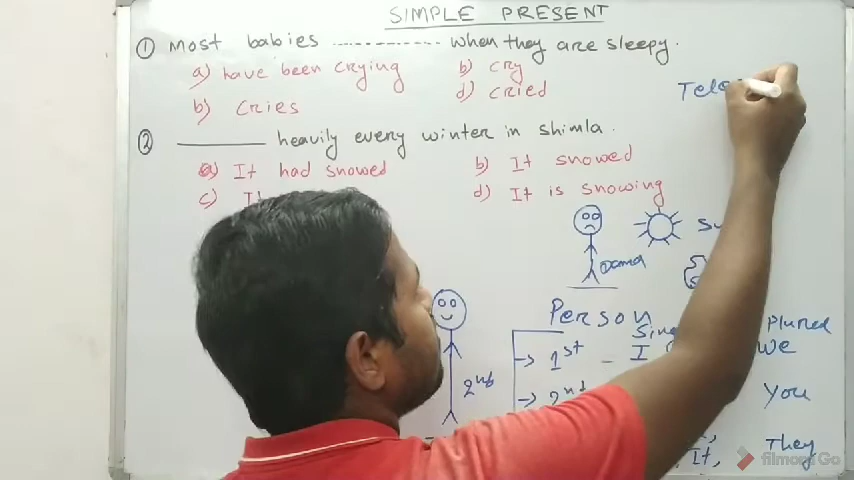 SIMPLE PRESENT
① Most babies ............ when they are sleepy.
a) have been crying b) cry
b) cries d) cried
② ________ heavily every winter in shimla.
a) It had snowed b) It snowed
c) It d) It is snowing
Person
Plural
→ 1st - I We
2nd → 2nd You
It, They
filmora Go